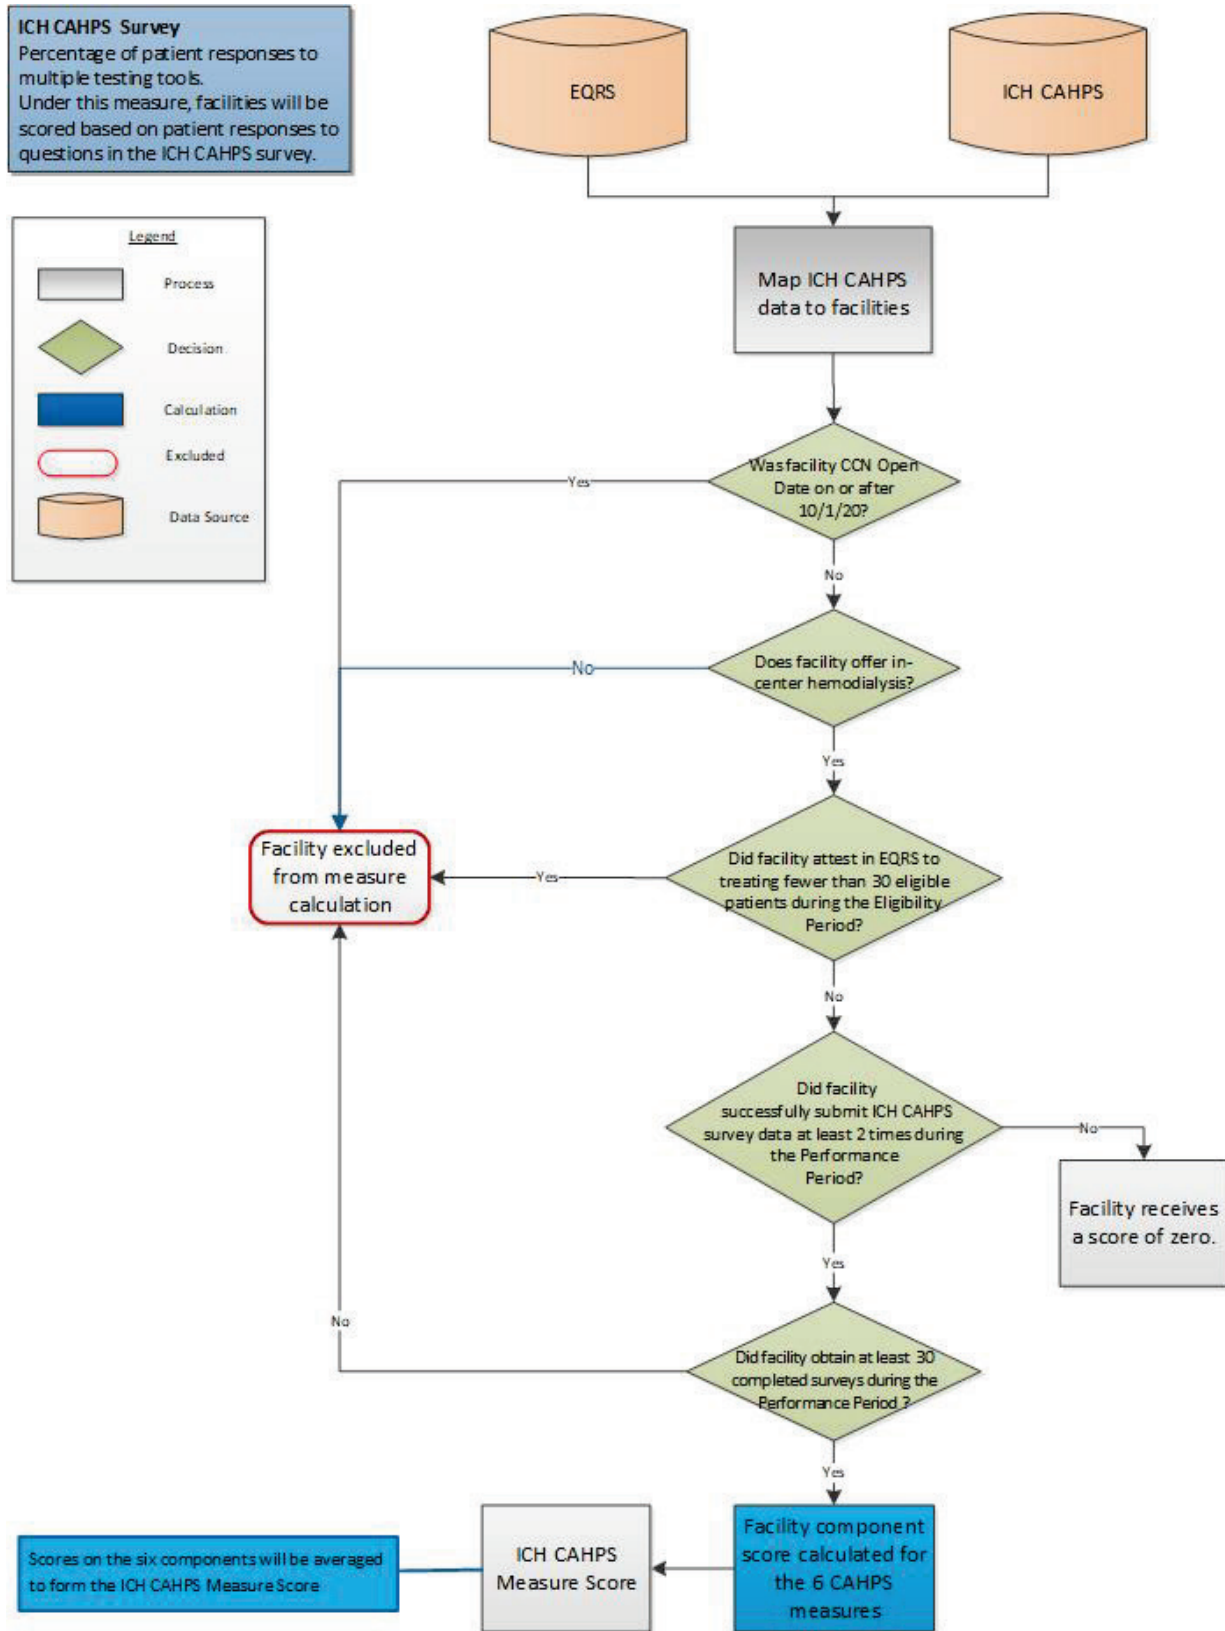 ICH CAHPS Survey
Percentage of patient responses to
multiple testing tools.
Under this measure, facilities will be
scored based on patient responses to
questions in the ICH CAHPS survey.
EQRS
ICH CAHPS
Legend
Process
Decision
Calculation
Excluded
Data Source
Map ICH CAHPS
data to facilities
Was facility CCN Open
Date on or after
10/1/20?
Yes
No
Does facility offer in-
center hemodialysis?
No
Yes
Did facility attest in EQRS to
treating fewer than 30 eligible
patients during the Eligibility
Period?
Yes
Facility excluded
from measure
calculation
No
Did facility
successfully submit ICH CAHPS
survey data at least 2 times during
the Performance
Period?
No
Facility receives
a score of zero.
Yes
Did facility obtain at least 30
completed surveys during the
Performance Period ?
No
Yes
Facility component
score calculated for
the 6 CAHPS
measures
ICH CAHPS
Measure Score
Scores on the six components will be averaged
to form the ICH CAHPS Measure Score